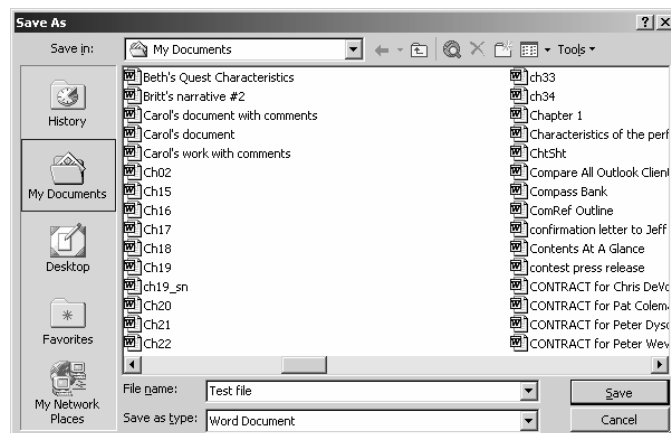 Save As
Save in:
My Documents
Tools
History
My Documents
Desktop
Favorites
My Network
Places
Beth's Quest Characteristics
Britt's narrative #2
Carol's document with comments
Carol's document
Carol's work with comments
Ch02
Ch15
Ch16
Ch17
Ch18
Ch19
ch19_sn
Ch20
Ch21
Ch22
ch33
ch34
Chapter 1
Characteristics of the perf
ChtSht
Compare All Outlook Client
Compass Bank
ComRef Outline
confirmation letter to Jeff
Contents At A Glance
contest press release
CONTRACT for Chris DeVo
CONTRACT for Pat Colema
CONTRACT for Peter Dyso
CONTRACT for Peter Wev
File name:
Test file
Save
Save as type:
Word Document
Cancel